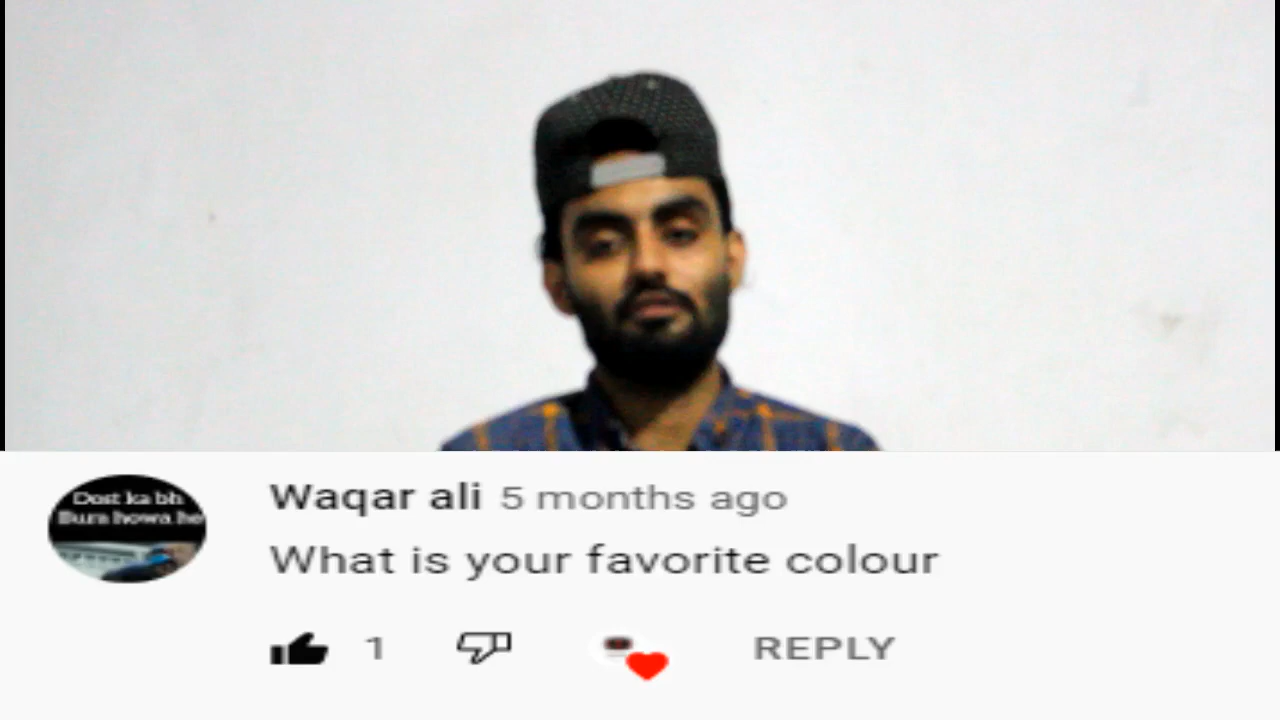 Dost ka bh
Bura howa he
Waqar ali 5 months ago
What is your favorite colour
1
REPLY